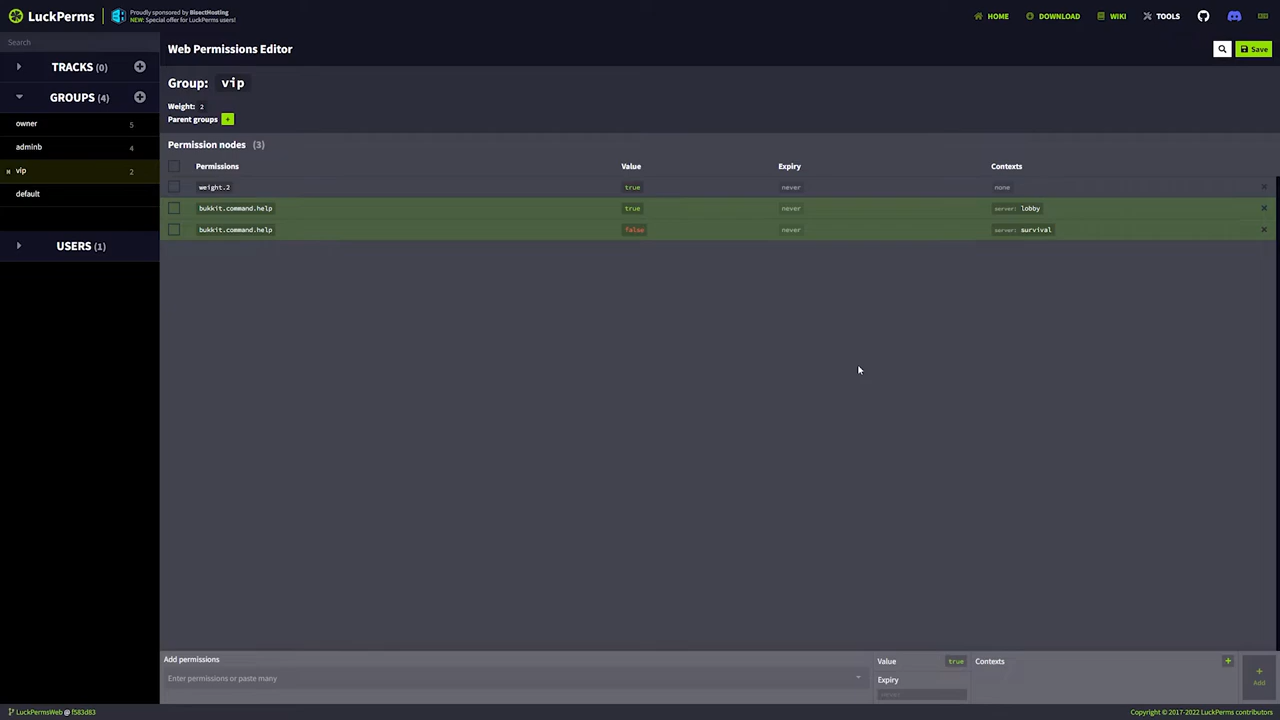 LuckPerms
Proudly sponsored by BisectHosting
NEW: Special offer for LuckPerms users!
HOME
DOWNLOAD
WIKI
TOOLS
Search
TRACKS (0)
GROUPS (4)
owner 5
adminb 4
vip 2
default
USERS (1)
Web Permissions Editor
Save
Group: vip
Weight: 2
Parent groups +
Permission nodes (3)
Permissions Value Expiry Contexts
weight.2 true never none
bukkit.command.help true never server: lobby
bukkit.command.help false never server: survival
Add permissions
Enter permissions or paste many
Value true
Expiry
never
Contexts +
+
Add
LuckPermsWeb @ f583d83
Copyright © 2017-2022 LuckPerms contributors